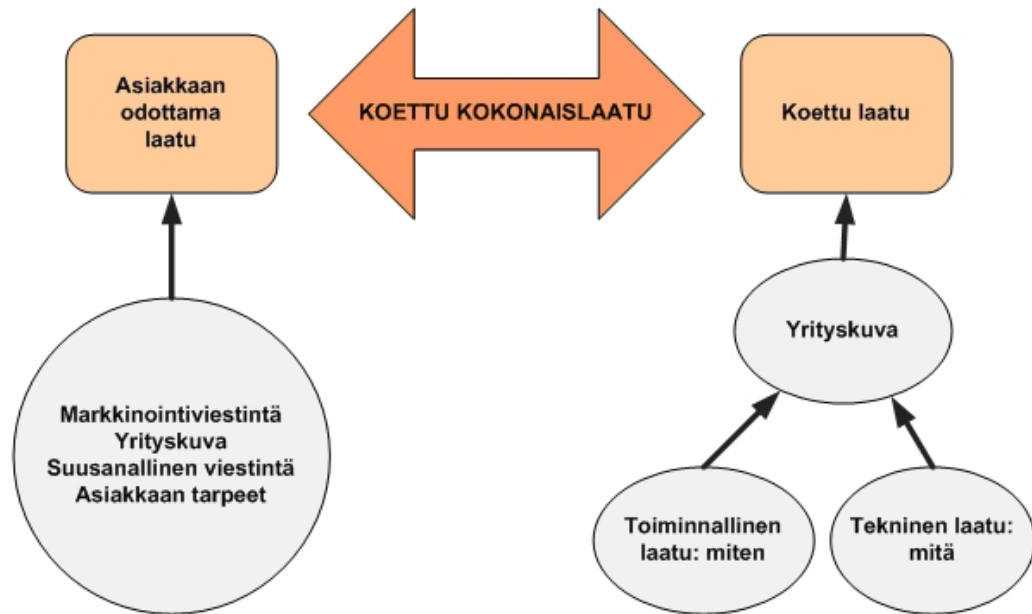 Asiakkaan
odottama
laatu
KOETTU KOKONAISLAATU
Koettu laatu
Yrityskuva
Markkinointiviestintä
Yrityskuva
Suusanallinen viestintä
Asiakkaan tarpeet
Toiminnallinen
laatu: miten
Tekninen laatu:
mitä